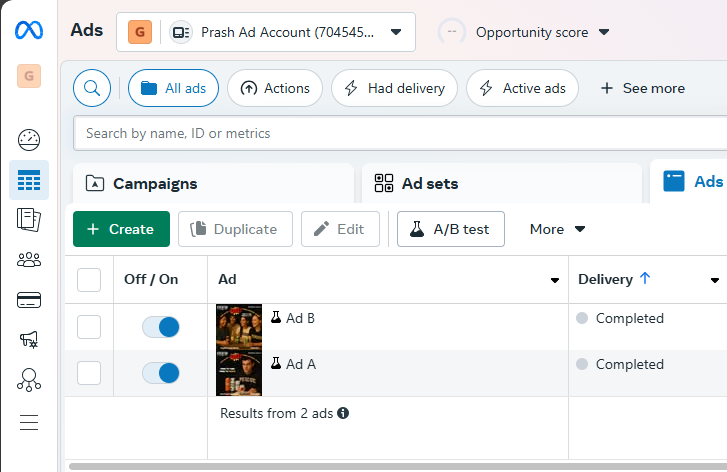 Ads
G
Prash Ad Account (704545...
--
Opportunity score
G
All ads
Actions
Had delivery
Active ads
+ See more
Search by name, ID or metrics
Campaigns
Ad sets
Ads
+ Create
Duplicate
Edit
A/B test
More
Off / On
Ad
Delivery ↑
Ad B
Completed
Ad A
Completed
Results from 2 ads